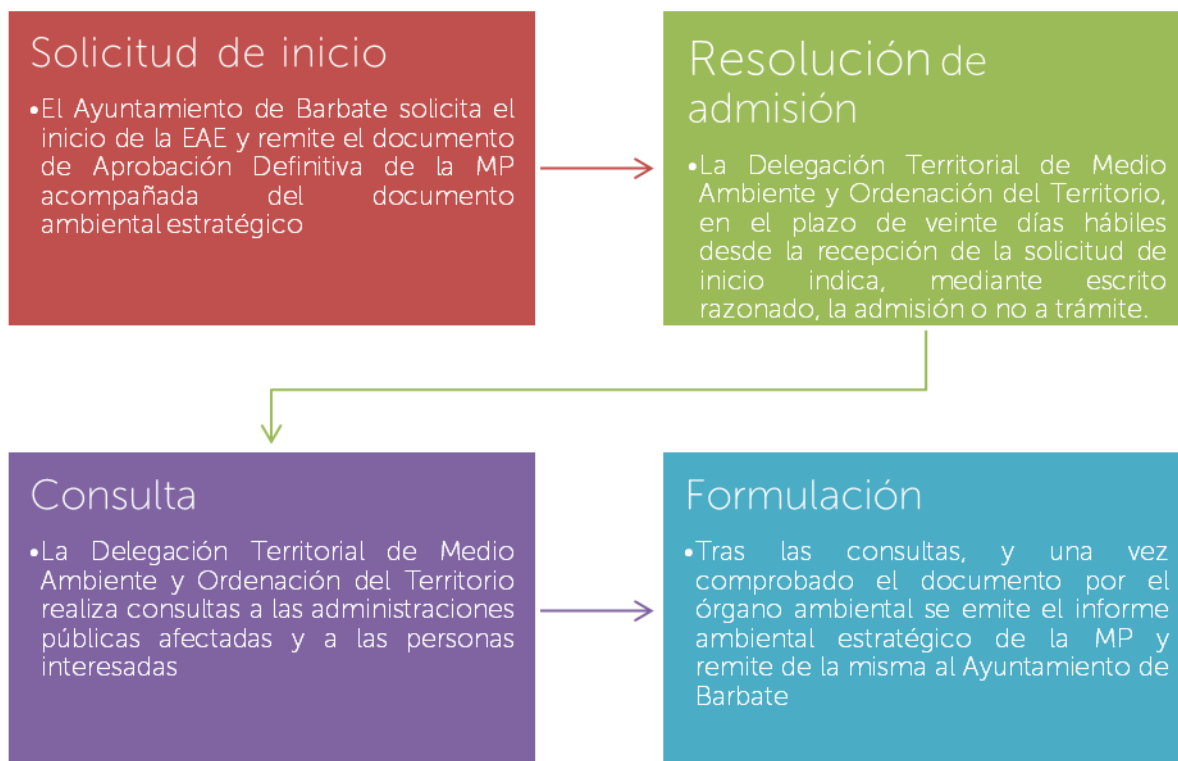 Solicitud de inicio
•El Ayuntamiento de Barbate solicita el
inicio de la EAE y remite el documento
de Aprobación Definitiva de la MP
acompañada del documento
ambiental estratégico
Resolución de
admisión
•La Delegación Territorial de Medio
Ambiente y Ordenación del Territorio,
en el plazo de veinte días hábiles
desde la recepción de la solicitud de
inicio indica, mediante escrito
razonado, la admisión o no a trámite.
Consulta
•La Delegación Territorial de Medio
Ambiente y Ordenación del Territorio
realiza consultas a las administraciones
públicas afectadas y a las personas
interesadas
Formulación
•Tras las consultas, y una vez
comprobado el documento por el
órgano ambiental se emite el informe
ambiental estratégico de la MP y
remite de la misma al Ayuntamiento de
Barbate